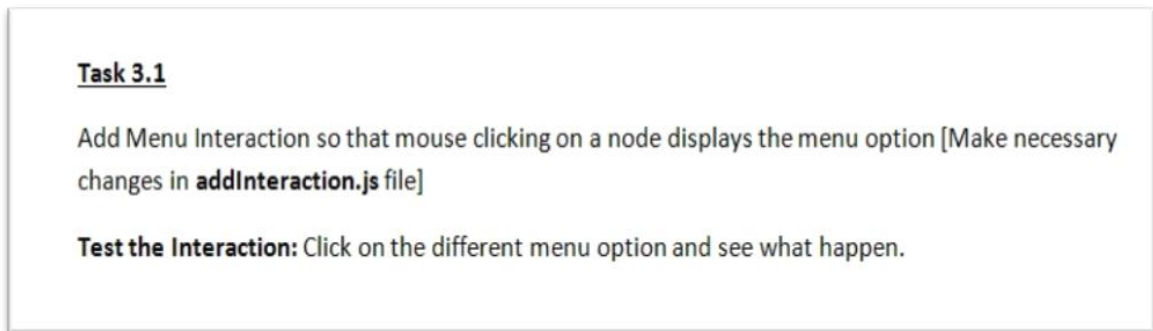 Task 3.1
Add Menu Interaction so that mouse clicking on a node displays the menu option [Make necessary
changes in addInteraction.js file]
Test the Interaction: Click on the different menu option and see what happen.